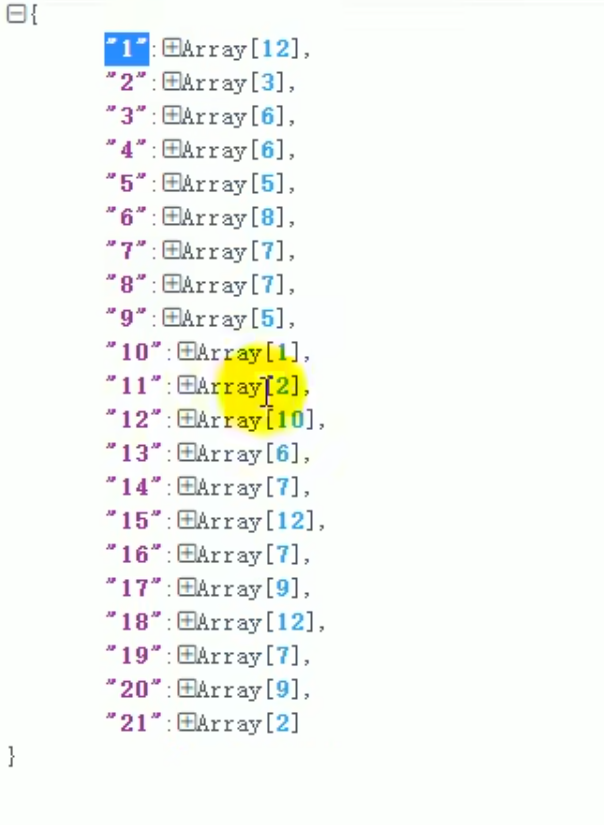 {
"1":Array[12],
"2":Array[3],
"3":Array[6],
"4":Array[6],
"5":Array[5],
"6":Array[8],
"7":Array[7],
"8":Array[7],
"9":Array[5],
"10":Array[1],
"11":Array[2],
"12":Array[10],
"13":Array[6],
"14":Array[7],
"15":Array[12],
"16":Array[7],
"17":Array[9],
"18":Array[12],
"19":Array[7],
"20":Array[9],
"21":Array[2]
}